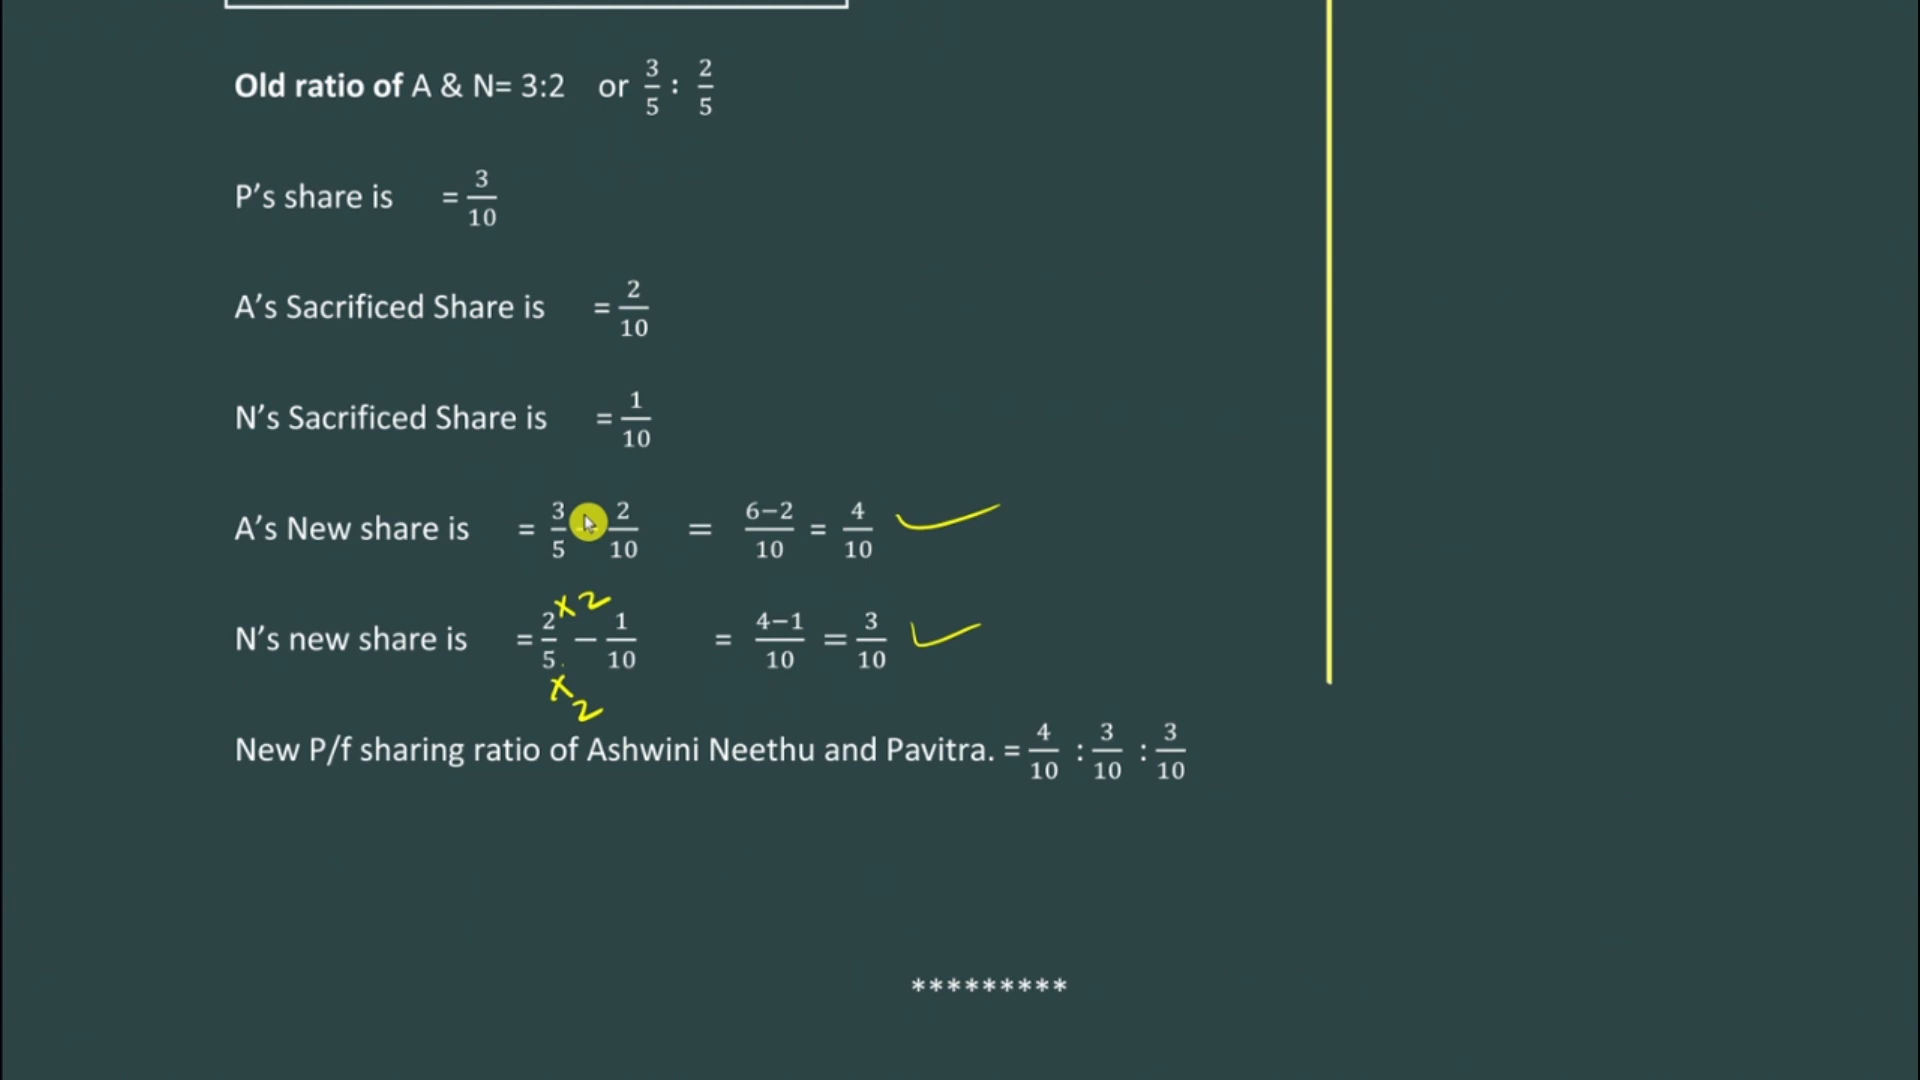 Old ratio of A & N= 3:2 or 3/5 : 2/5
P’s share is = 3/10
A’s Sacrificed Share is = 2/10
N’s Sacrificed Share is = 1/10
A’s New share is = 3/5 − 2/10 = 6−2/10 = 4/10
N’s new share is = 2/5 ×2 ×2 − 1/10 = 4−1/10 = 3/10
New P/f sharing ratio of Ashwini Neethu and Pavitra. = 4/10 : 3/10 : 3/10
*********